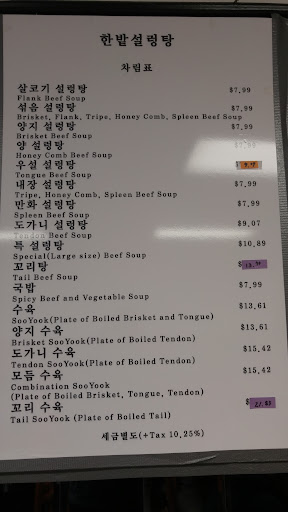 한밭설렁탕
차림표
살코기 설렁탕 $7.99
Flank Beef Soup
섞음 설렁탕 $7.99
Brisket, Flank, Tripe, Honey Comb, Spleen Beef Soup
양지 설렁탕 $7.99
Brisket Beef Soup
양 설렁탕 $7.99
Honey Comb Beef Soup
우설 설렁탕 $
Tongue Beef Soup
내장 설렁탕 $7.99
Tripe, Honey Comb, Spleen Beef Soup
만화 설렁탕 $7.99
Spleen Beef Soup
도가니 설렁탕 $9.07
Tendon Beef Soup
특 설렁탕 $10.89
Special(Large size) Beef Soup
꼬리탕 $
Tail Beef Soup
국밥 $7.99
Spicy Beef and Vegetable Soup
수육 $13.61
SooYook(Plate of Boiled Brisket and Tongue)
양지 수육 $13.61
Brisket SooYook(Plate of Boiled Brisket)
도가니 수육 $15.42
Tendon SooYook(Plate of Boiled Tendon)
모듬 수육 $15.42
Combination SooYook
(Plate of Boiled Brisket, Tongue, Tendon)
꼬리 수육 $
Tail SooYook (Plate of Boiled Tail)
세금별도(+Tax 10.25%)